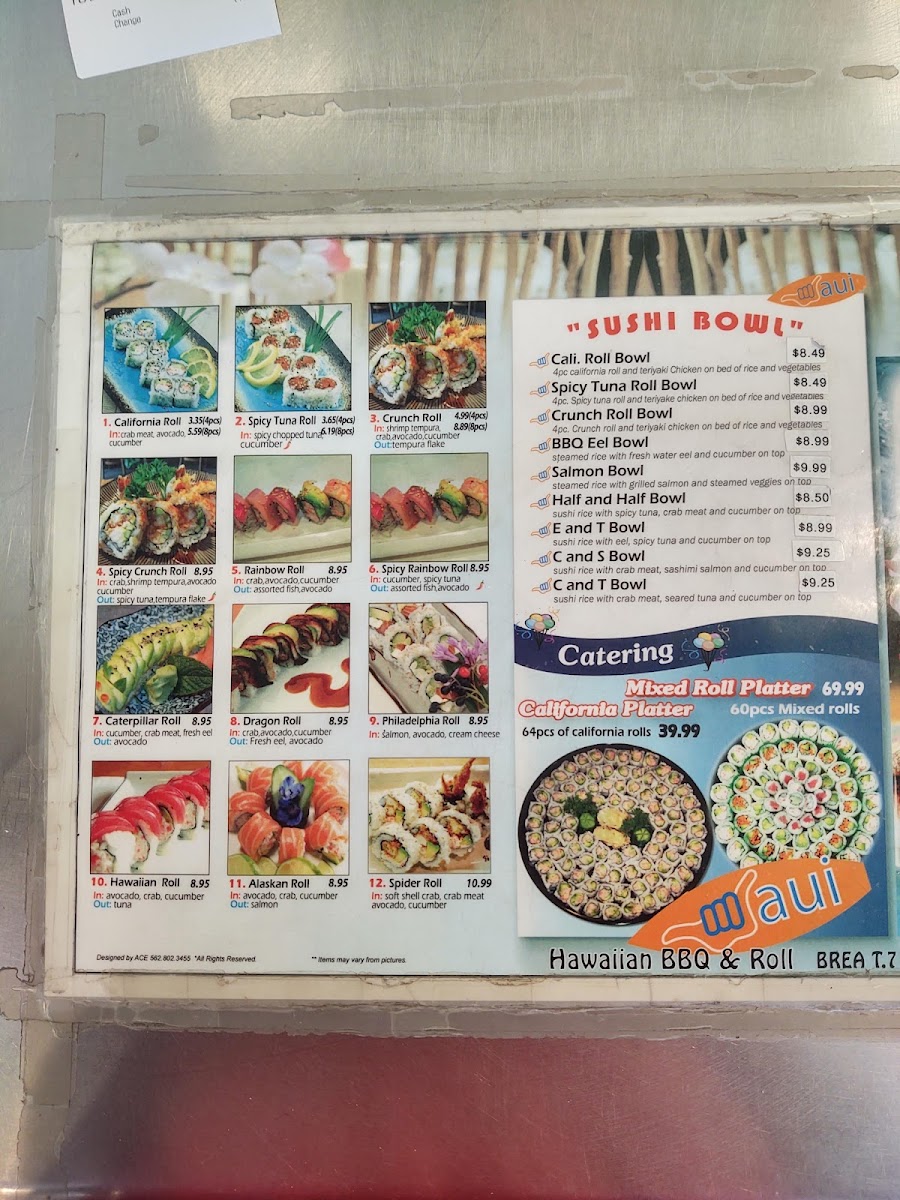 Cash
Change
1. California Roll 3.35(4pcs)
In:crab meat, avocado, 5.59(8pcs)
cucumber
2. Spicy Tuna Roll 3.65(4pcs)
In: spicy chopped tuna, 6.19(8pcs)
cucumber
3. Crunch Roll 4.99(4pcs)
In: shrimp tempura, 8.89(8pcs)
crab,avocado,cucumber
Out:tempura flake
4. Spicy Crunch Roll 8.95
In: crab,shrimp tempura,avocado
cucumber
Out: spicy tuna,tempura flake
5. Rainbow Roll 8.95
In: crab,avocado,cucumber
Out: assorted fish,avocado
6. Spicy Rainbow Roll 8.95
In: cucumber, spicy tuna
Out: assorted fish,avocado
7. Caterpillar Roll 8.95
In: cucumber, crab meat, fresh eel
Out: avocado
8. Dragon Roll 8.95
In: crab,avocado,cucumber
Out: Fresh eel, avocado
9. Philadelphia Roll 8.95
In: Salmon, avocado, cream cheese
10. Hawaiian Roll 8.95
In: avocado, crab, cucumber
Out: tuna
11. Alaskan Roll 8.95
In: avocado, crab, cucumber
Out: salmon
12. Spider Roll 10.99
In: soft shell crab, crab meat
avocado, cucumber
Designed by ACE 562.802.3455 *All Rights Reserved.
** Items may vary from pictures.
aui
"SUSHI BOWL"
Cali. Roll Bowl $8.49
4pc california roll and teriyaki Chicken on bed of rice and vegetables
Spicy Tuna Roll Bowl $8.49
4pc. Spicy tuna roll and teriyake chicken on bed of rice and vegetables
Crunch Roll Bowl $8.99
4pc. Crunch roll and teriyaki chicken on bed of rice and vegetables
BBQ Eel Bowl $8.99
steamed rice with fresh water eel and cucumber on top
Salmon Bowl $9.99
steamed rice with grilled salmon and steamed veggies on top
Half and Half Bowl $8.50
sushi rice with spicy tuna, crab meat and cucumber on top
E and T Bowl $8.99
sushi rice with eel, spicy tuna and cucumber on top
C and S Bowl $9.25
sushi rice with crab meat, sashimi salmon and cucumber on top
C and T Bowl $9.25
sushi rice with crab meat, seared tuna and cucumber on top
Catering
Mixed Roll Platter 69.99
60pcs Mixed rolls
California Platter
64pcs of california rolls 39.99
aui
Hawaiian BBQ & Roll BREA T.7